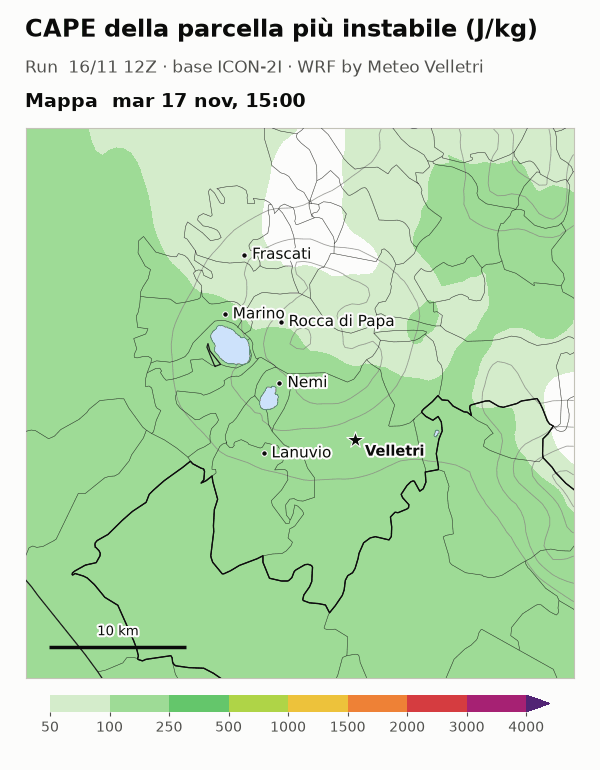 CAPE della parcella più instabile (J/kg)
Run  16/11 12Z · base ICON-2I · WRF by Meteo Velletri
Mappa  mar 17 nov, 15:00
Frascati
Marino
Rocca di Papa
Nemi
Velletri
Lanuvio
10 km
50 100 250 500 1000 1500 2000 3000 4000